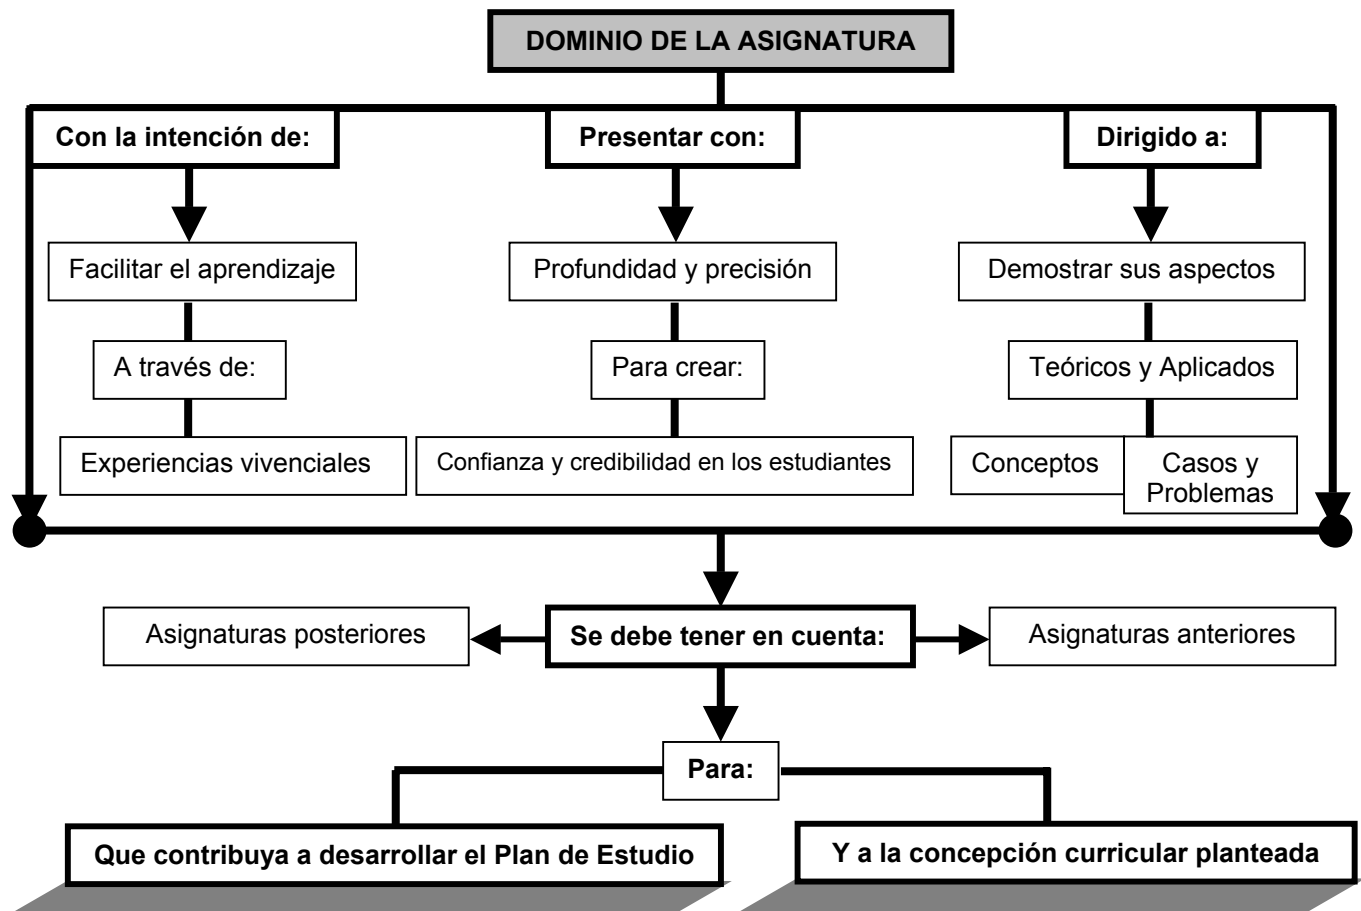 DOMINIO DE LA ASIGNATURA
Con la intención de:
Presentar con:
Dirigido a:
Facilitar el aprendizaje
Profundidad y precisión
Demostrar sus aspectos
A través de:
Para crear:
Teóricos y Aplicados
Experiencias vivenciales
Confianza y credibilidad en los estudiantes
Conceptos
Casos y
Problemas
Asignaturas posteriores
Se debe tener en cuenta:
Asignaturas anteriores
Para:
Que contribuya a desarrollar el Plan de Estudio
Y a la concepción curricular planteada